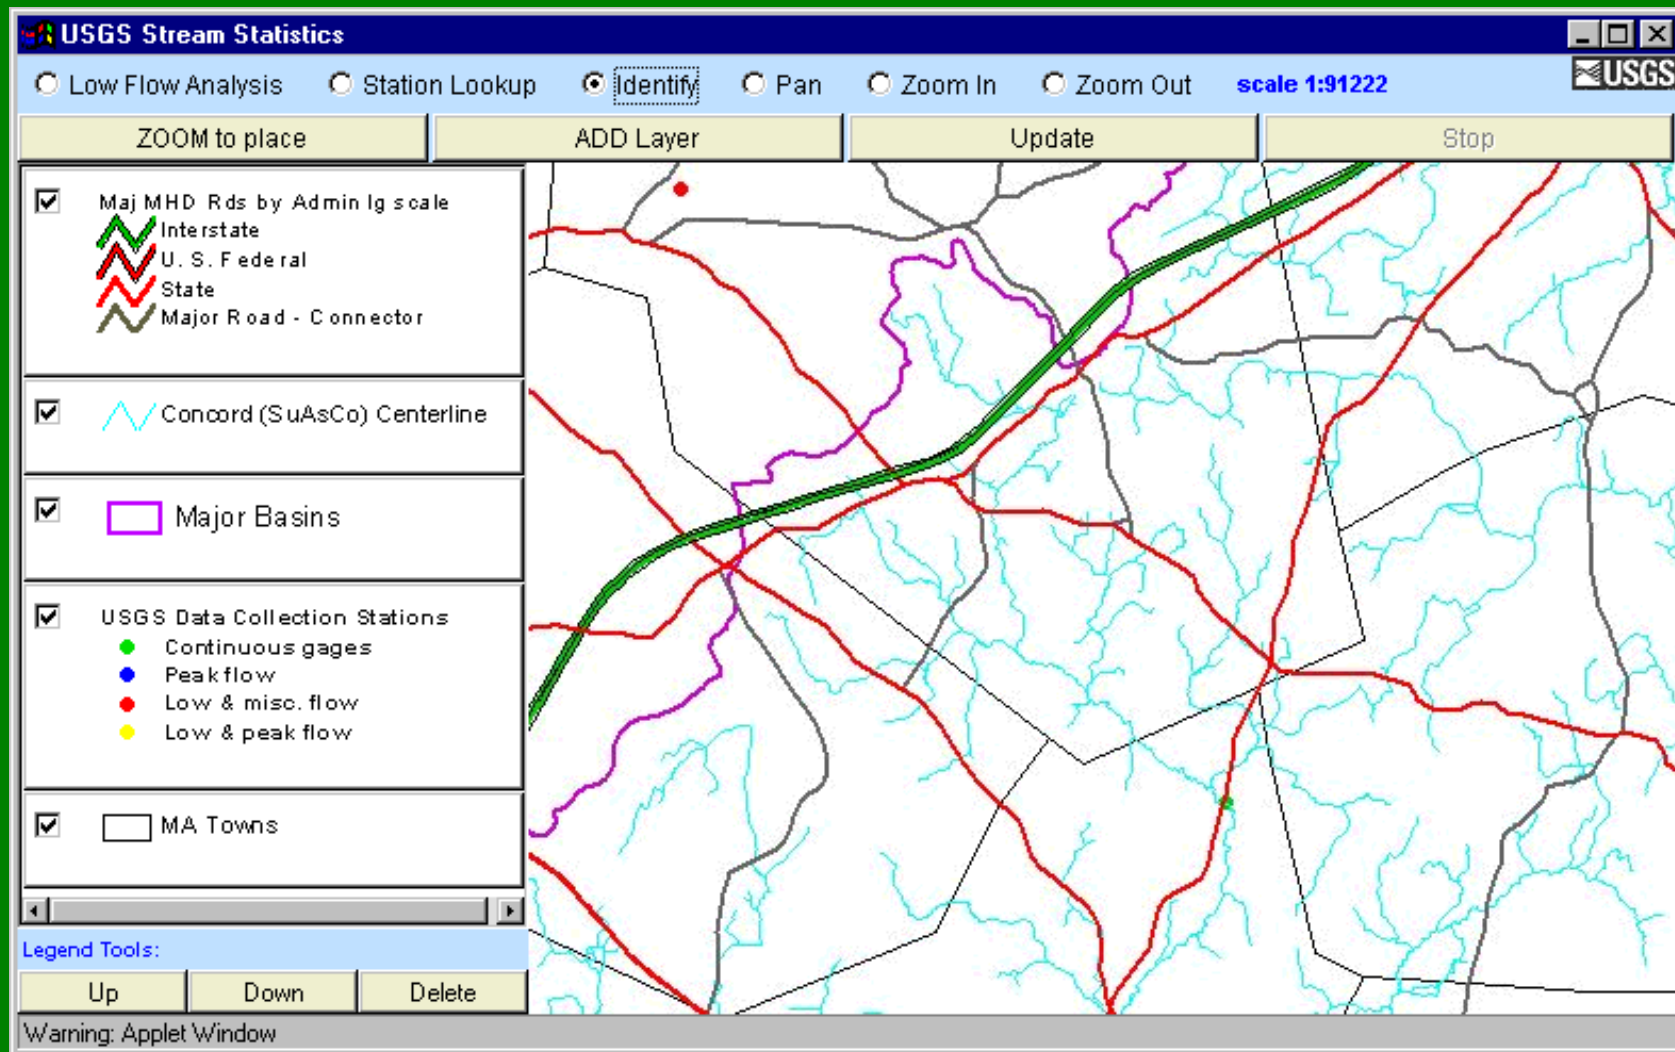 USGS Stream Statistics
Low Flow Analysis Station Lookup Identify Pan Zoom In Zoom Out scale 1:91222 USGS
ZOOM to place ADD Layer Update Stop
Maj MHD Rds by Admin lg scale
Interstate
U. S. Federal
State
Major Road - Connector
Concord (SuAsCo) Centerline
Major Basins
USGS Data Collection Stations
Continuous gages
Peak flow
Low & misc. flow
Low & peak flow
MA Towns
Legend Tools:
Up Down Delete
Warning: Applet Window